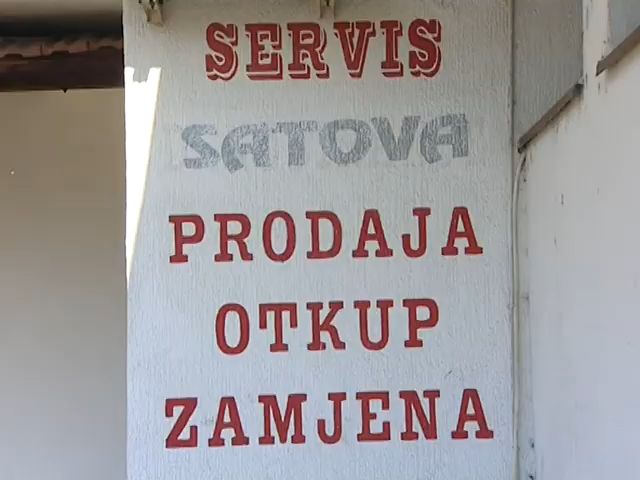 SERVIS
SATOVA
PRODAJA
OTKUP
ZAMJENA